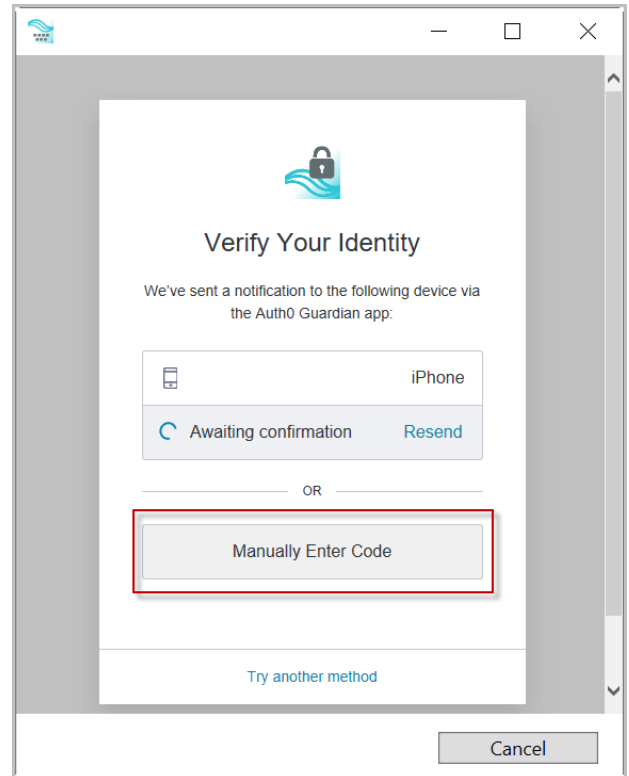 Verify Your Identity
We've sent a notification to the following device via
the Auth0 Guardian app:
iPhone
Awaiting confirmation Resend
OR
Manually Enter Code
Try another method
Cancel